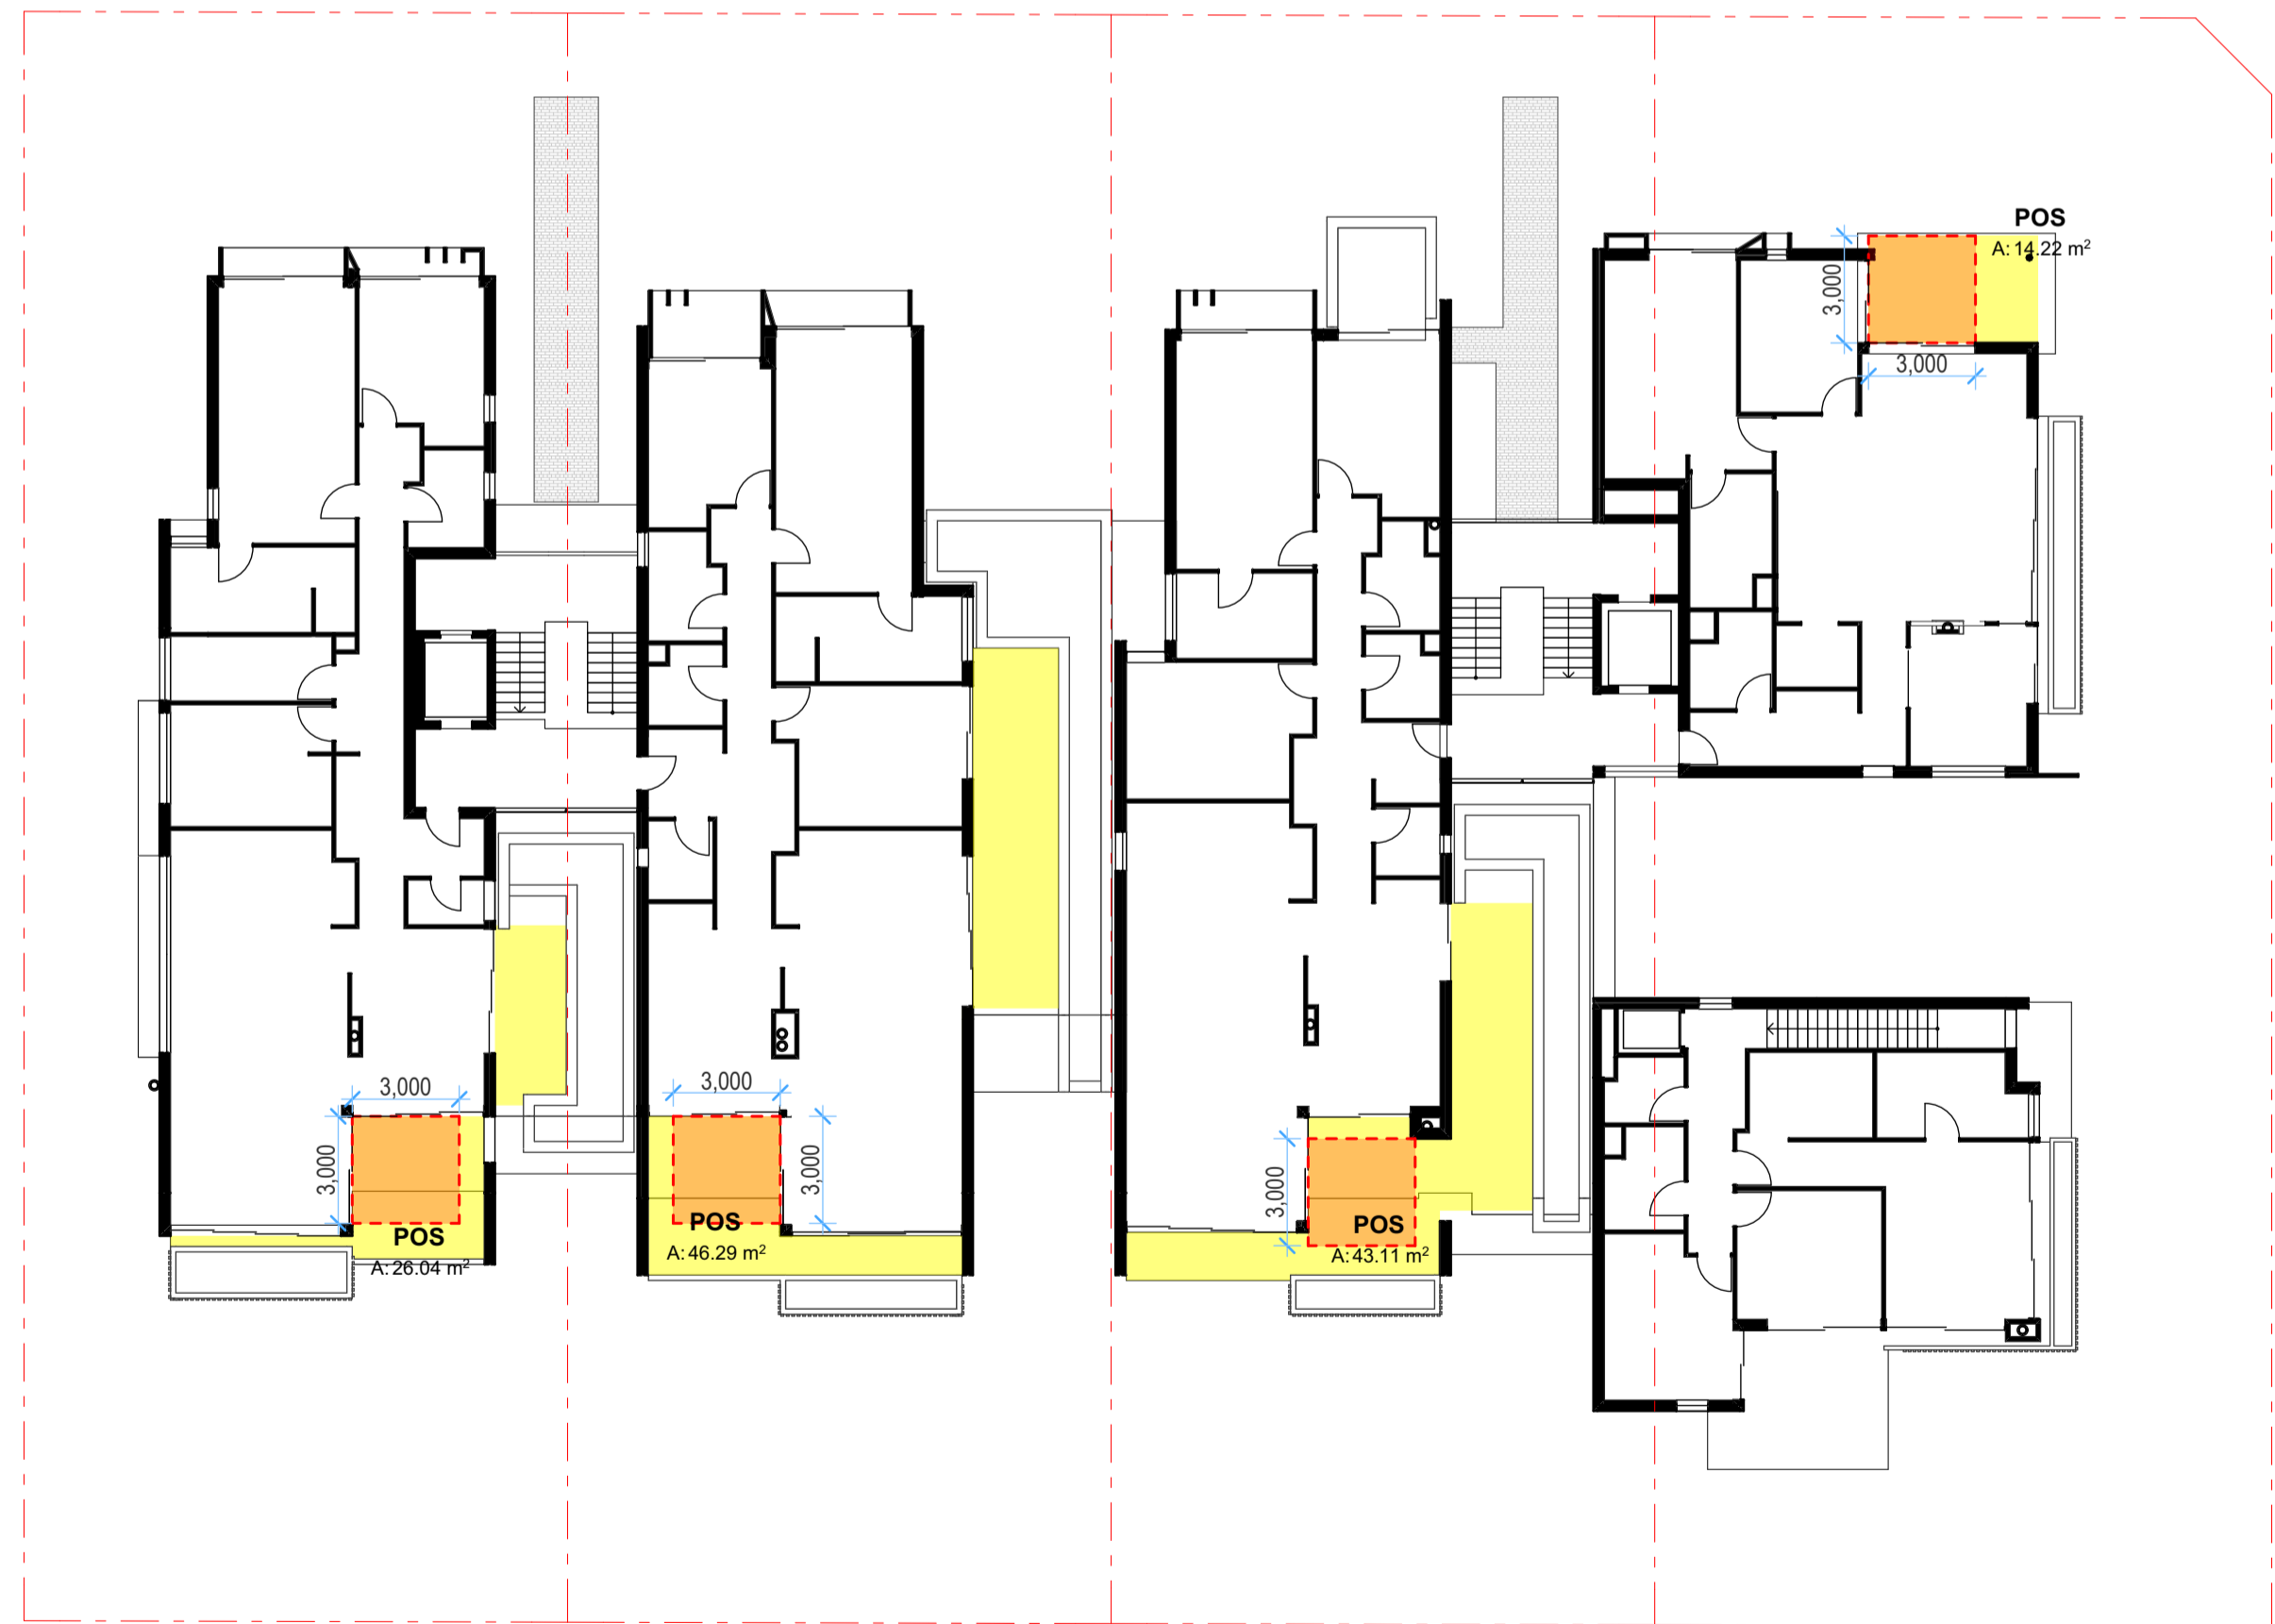 POS
A: 14.22 m²
3,000
3,000
3,000
3,000
POS
A: 26.04 m²
3,000
3,000
POS
A: 46.29 m²
3,000
POS
A: 43.11 m²